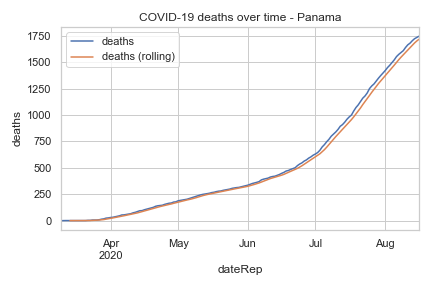 COVID-19 deaths over time - Panama
deaths
deaths (rolling)
deaths
1750
1500
1250
1000
750
500
250
0
Apr
2020
May
Jun
Jul
Aug
dateRep